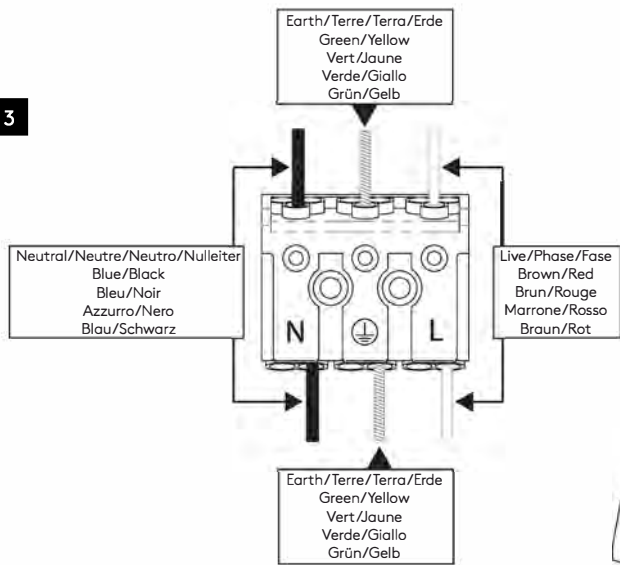 Earth/Terre/Terra/Erde
Green/Yellow
Vert/Jaune
Verde/Giallo
Grün/Gelb
3
Neutral/Neutre/Neutro/Nulleiter
Blue/Black
Bleu/Noir
Azzurro/Nero
Blau/Schwarz
Live/Phase/Fase
Brown/Red
Brun/Rouge
Marrone/Rosso
Braun/Rot
N
L
Earth/Terre/Terra/Erde
Green/Yellow
Vert/Jaune
Verde/Giallo
Grün/Gelb